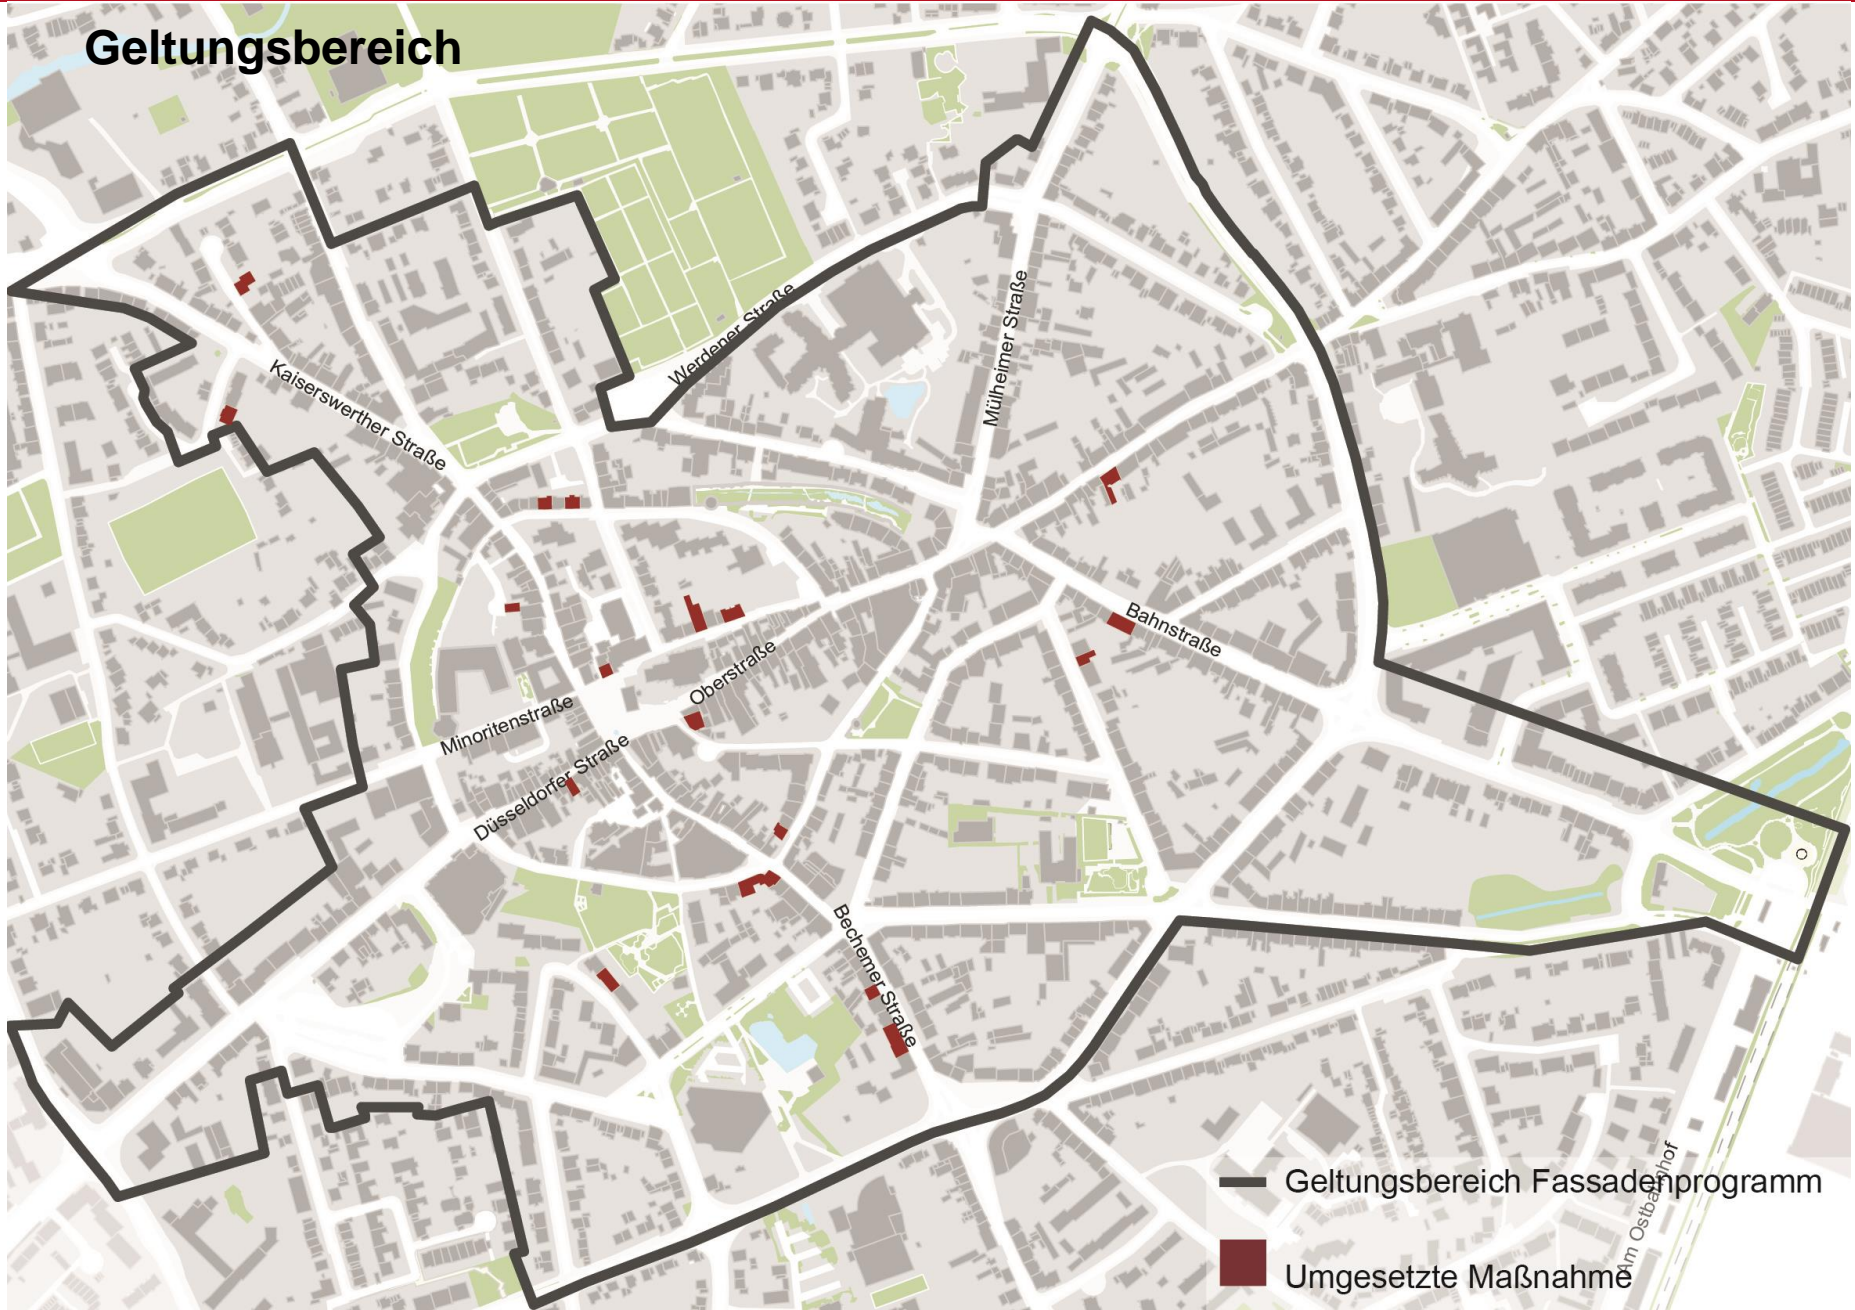 Geltungsbereich
Werdener Straße
Mülheimer Straße
Kaiserswerther Straße
Bahnstraße
Oberstraße
Minoritenstraße
Düsseldorfer Straße
Bechemer Straße
Am Ostbahnhof
Geltungsbereich Fassadenprogramm
Umgesetzte Maßnahme